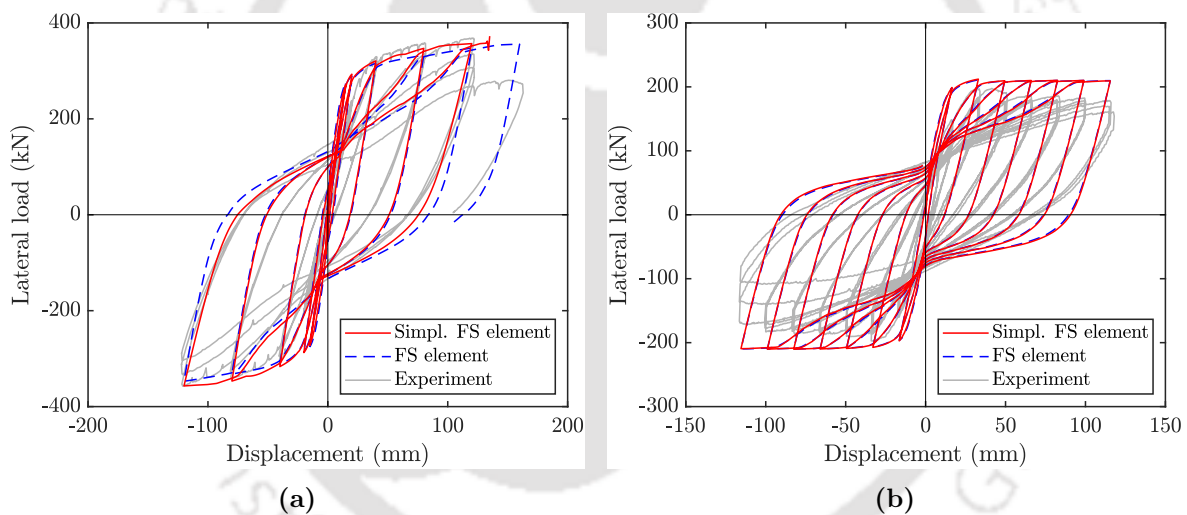 (a)
(b)
400
200
0
-200
-400
Lateral load (kN)
-200
-100
0
100
200
Displacement (mm)
Simpl. FS element
FS element
Experiment
300
200
100
0
-100
-200
-300
Lateral load (kN)
-150
-100
-50
0
50
100
150
Displacement (mm)
Simpl. FS element
FS element
Experiment
(a)
(b)